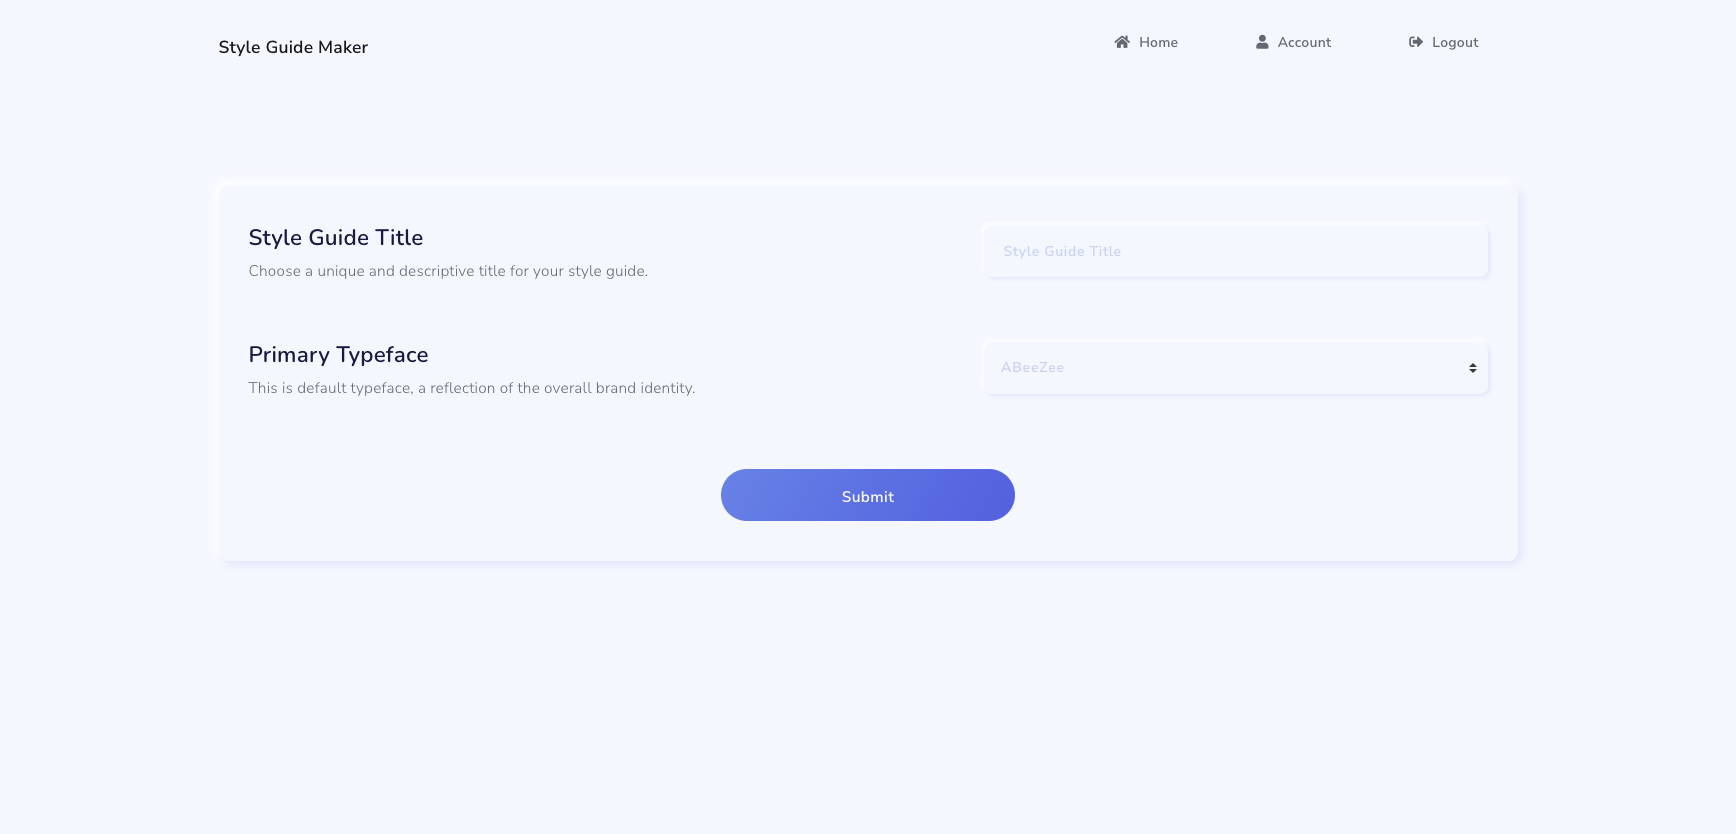 Style Guide Maker
Home
Account
Logout
Style Guide Title
Choose a unique and descriptive title for your style guide.
Style Guide Title
Primary Typeface
This is default typeface, a reflection of the overall brand identity.
ABeeZee
Submit